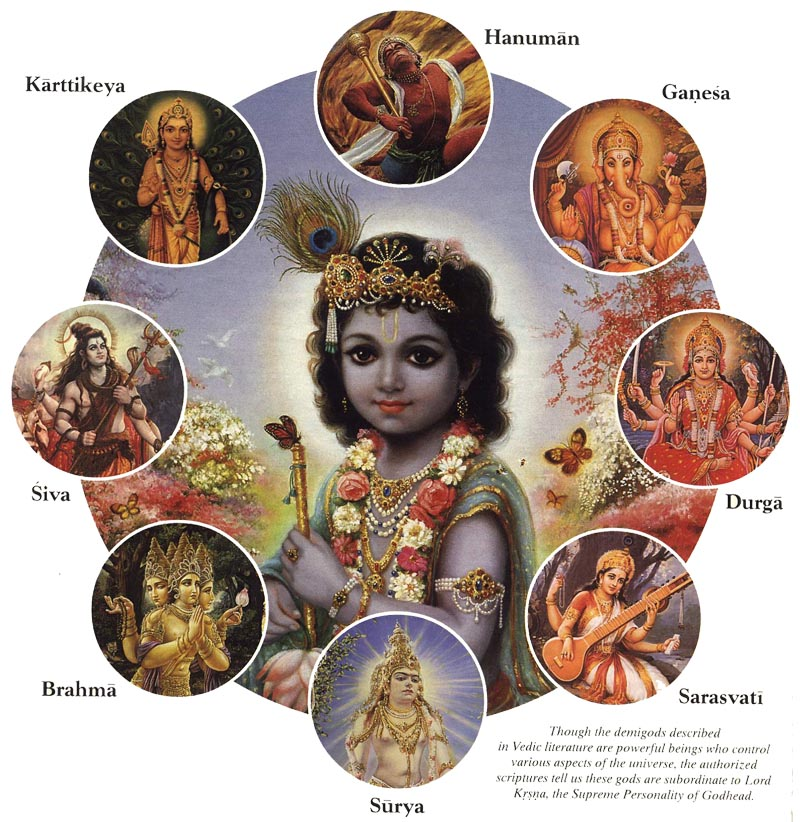 Hanumān
Kārttikeya
Gaṇeśa
Śiva
Durgā
Brahmā
Sarasvatī
Sūrya
Though the demigods described
in Vedic literature are powerful beings who control
various aspects of the universe, the authorized
scriptures tell us these gods are subordinate to Lord
Kṛṣṇa, the Supreme Personality of Godhead.